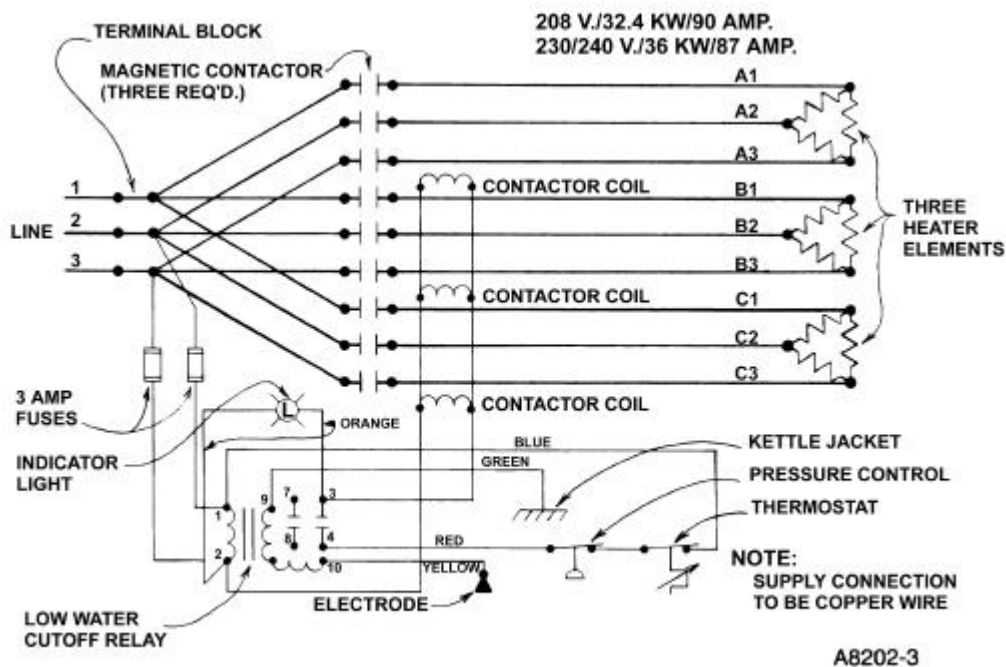 208 V./32.4 KW/90 AMP.
230/240 V./36 KW/87 AMP.
TERMINAL BLOCK
MAGNETIC CONTACTOR
(THREE REQ'D.)
A1
A2
A3
1
CONTACTOR COIL
B1
LINE
2
B2
THREE
HEATER
ELEMENTS
3
B3
CONTACTOR COIL
C1
C2
C3
3 AMP
FUSES
CONTACTOR COIL
L
ORANGE
INDICATOR
LIGHT
BLUE
KETTLE JACKET
GREEN
PRESSURE CONTROL
THERMOSTAT
1
9
7
3
2
8
4
10
RED
YELLOW
ELECTRODE
NOTE:
SUPPLY CONNECTION
TO BE COPPER WIRE
LOW WATER
CUTOFF RELAY
A8202-3